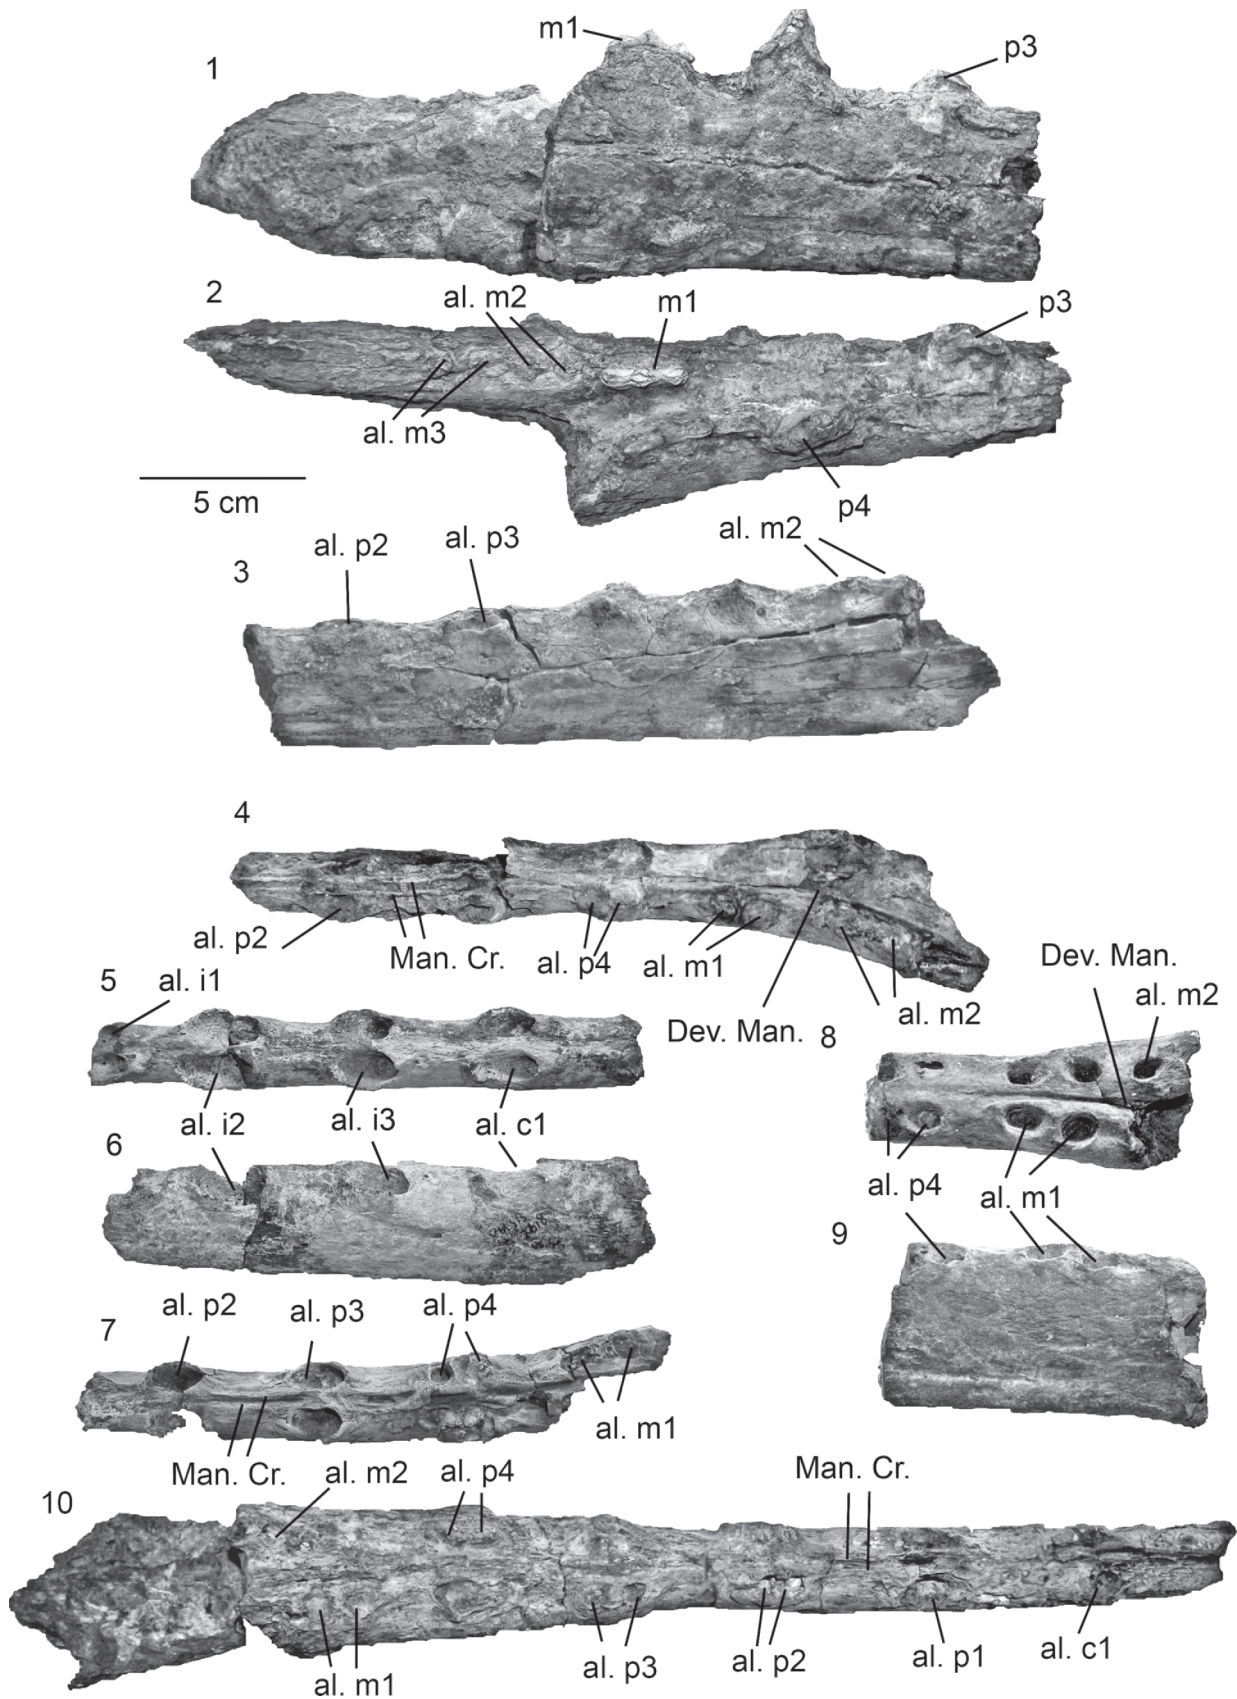 m1
1
p3
2
al. m2
m1
p3
al. m3
5 cm
p4
al. p2
al. p3
al. m2
3
4
al. p2
Man. Cr.
al. p4
al. m1
Dev. Man.
al. m2
5
al. i1
Dev. Man.
al. m2
8
al. i2
al. i3
al. c1
6
al. p4
al. m1
9
al. p2
al. p3
al. p4
7
al. m1
Man. Cr.
al. m2
al. p4
Man. Cr.
10
al. m1
al. p3
al. p2
al. p1
al. c1